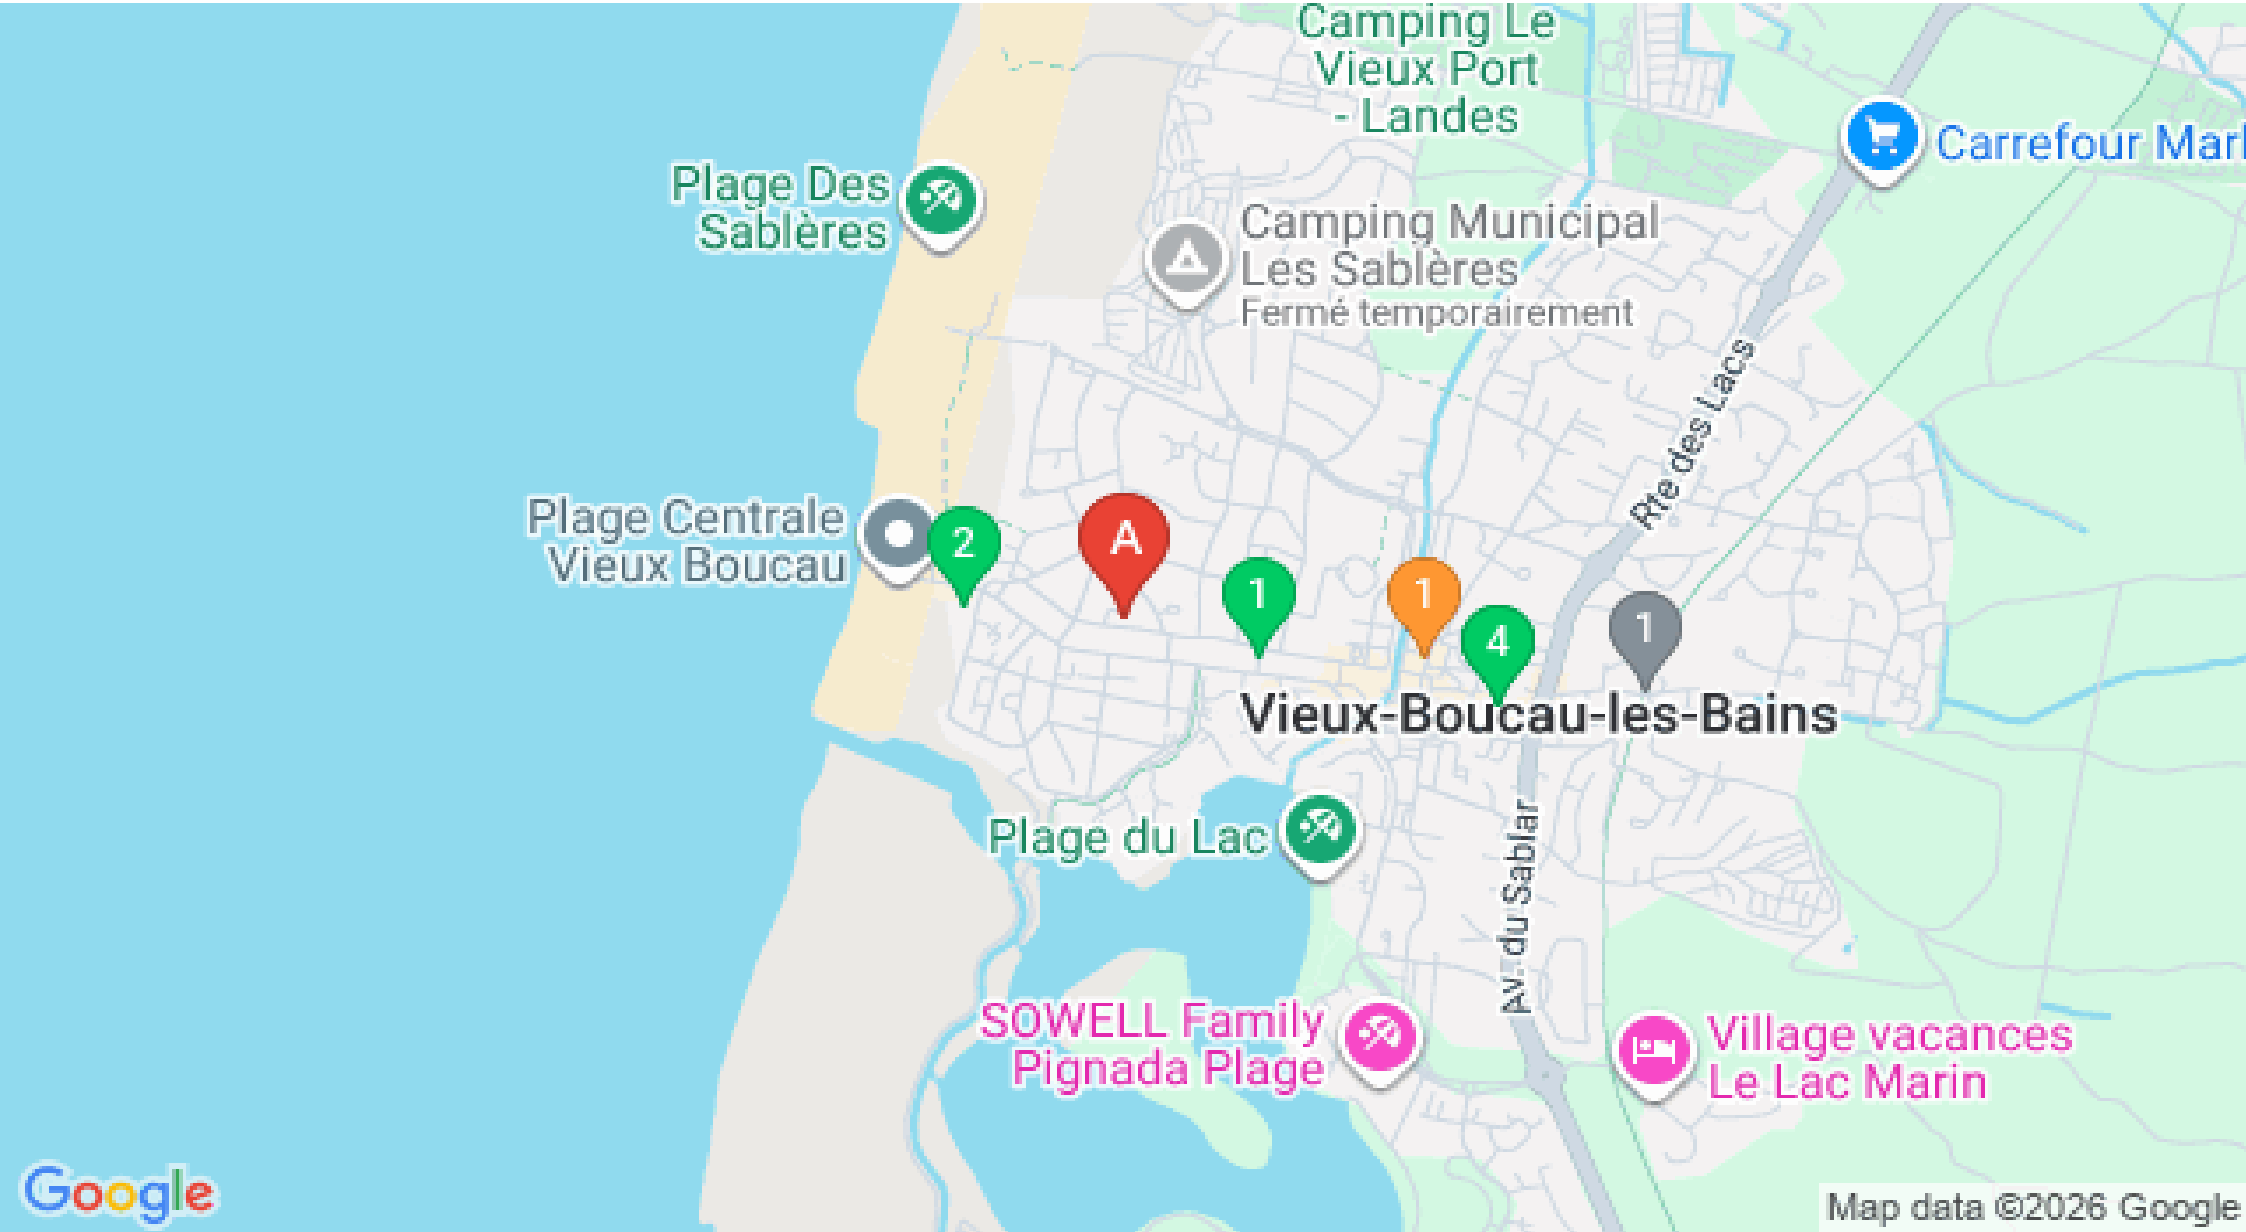 Camping Le
Vieux Port
- Landes
Carrefour Mar
Plage Des
Sablères
Camping Municipal
Les Sablères
Fermé temporairement
Rte des Lacs
Plage Centrale
Vieux Boucau
2
A
1
1
4
1
Vieux-Boucau-les-Bains
Plage du Lac
Av. du Sablar
SOWELL Family
Pignada Plage
Village vacances
Le Lac Marin
Google
Map data ©2026 Google